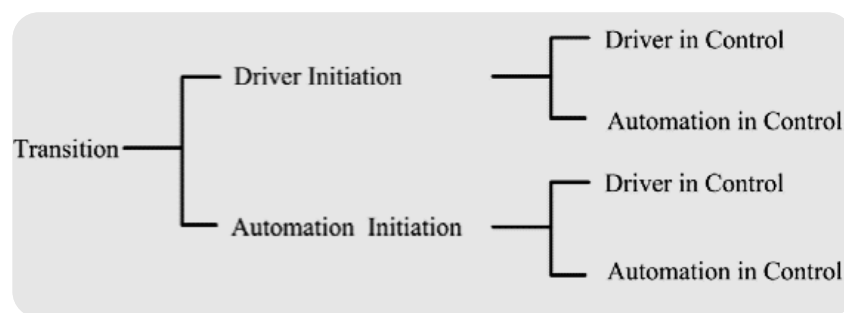 Driver in Control
Driver Initiation
Automation in Control
Transition
Driver in Control
Automation Initiation
Automation in Control